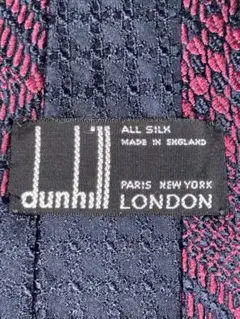 dunhill
ALL SILK
MADE IN ENGLAND
PARIS NEW YORK
LONDON